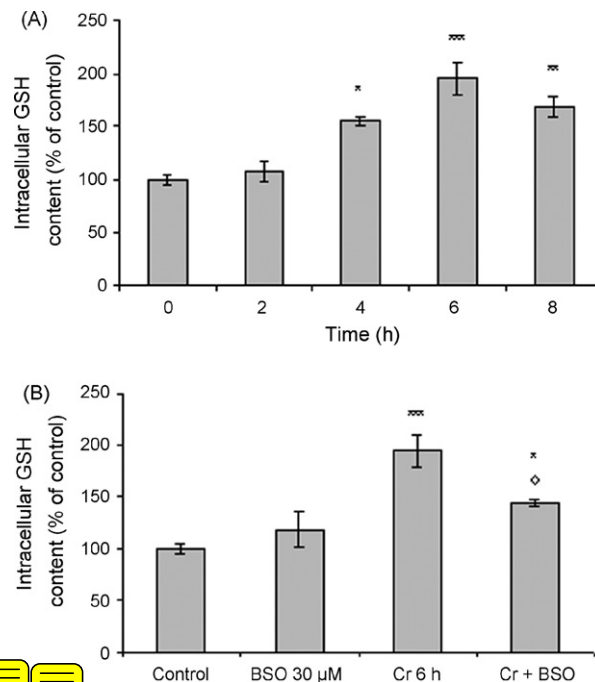 (A)
250
200
150
100
50
0
Intracellular GSH
content (% of control)
*
***
**
0 2 4 6 8
Time (h)
(B)
250
200
150
100
50
0
Intracellular GSH
content (% of control)
***
*
◇
Control BSO 30 µM Cr 6 h Cr + BSO